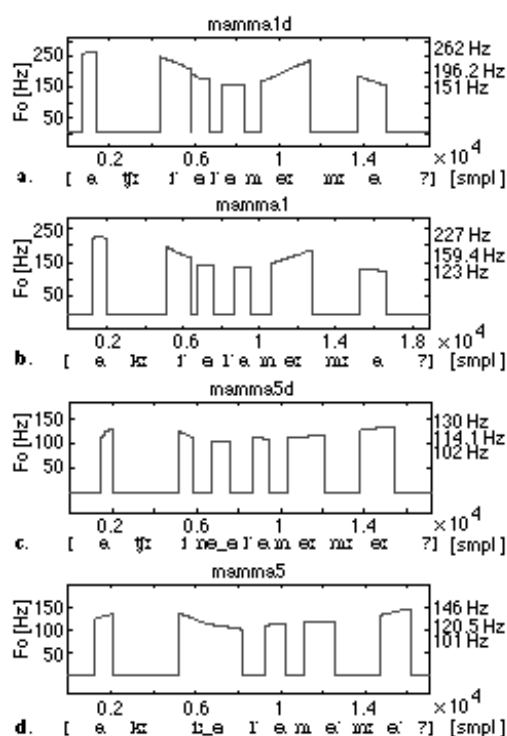 mamma1d
Fo [Hz]
250
150
50
262 Hz
196.2 Hz
151 Hz
0.2 0.6 1 1.4 ×10⁴
a. [ ?] [smpl]
mamma1
Fo [Hz]
250
150
50
227 Hz
159.4 Hz
123 Hz
0.2 0.6 1 1.4 1.8
×10⁴
b. [ ?] [smpl]
mamma5d
Fo [Hz]
150
100
50
130 Hz
114.1 Hz
102 Hz
0.2 0.6 1 1.4 ×10⁴
c. [ ?] [smpl]
mamma5
Fo [Hz]
150
100
50
146 Hz
120.5 Hz
101 Hz
0.2 0.6 1 1.4 ×10⁴
d. [ ?] [smpl]